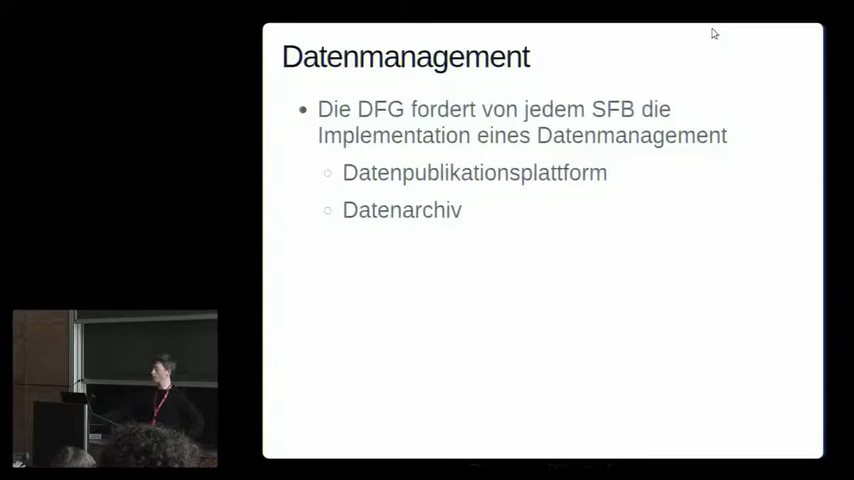 Datenmanagement
Die DFG fordert von jedem SFB die
Implementation eines Datenmanagement
Datenpublikationsplattform
Datenarchiv